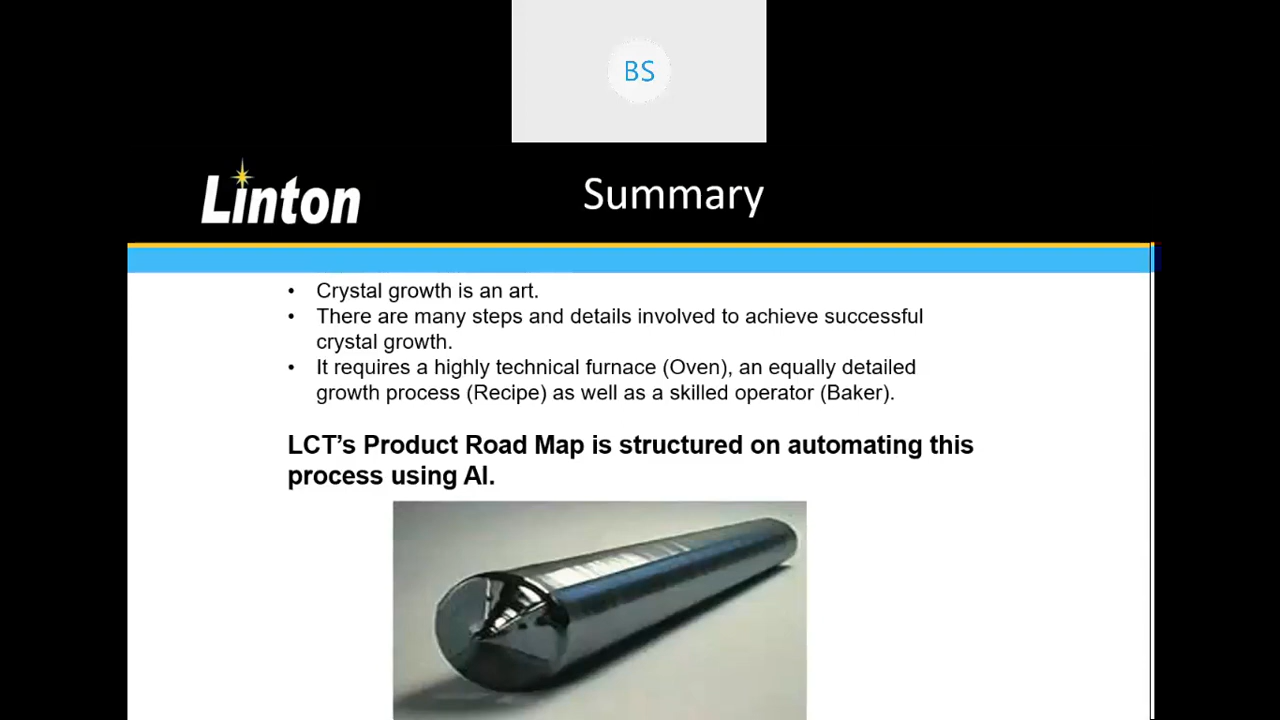 BS
Linton
Summary
• Crystal growth is an art.
• There are many steps and details involved to achieve successful
crystal growth.
• It requires a highly technical furnace (Oven), an equally detailed
growth process (Recipe) as well as a skilled operator (Baker).
LCT’s Product Road Map is structured on automating this
process using AI.